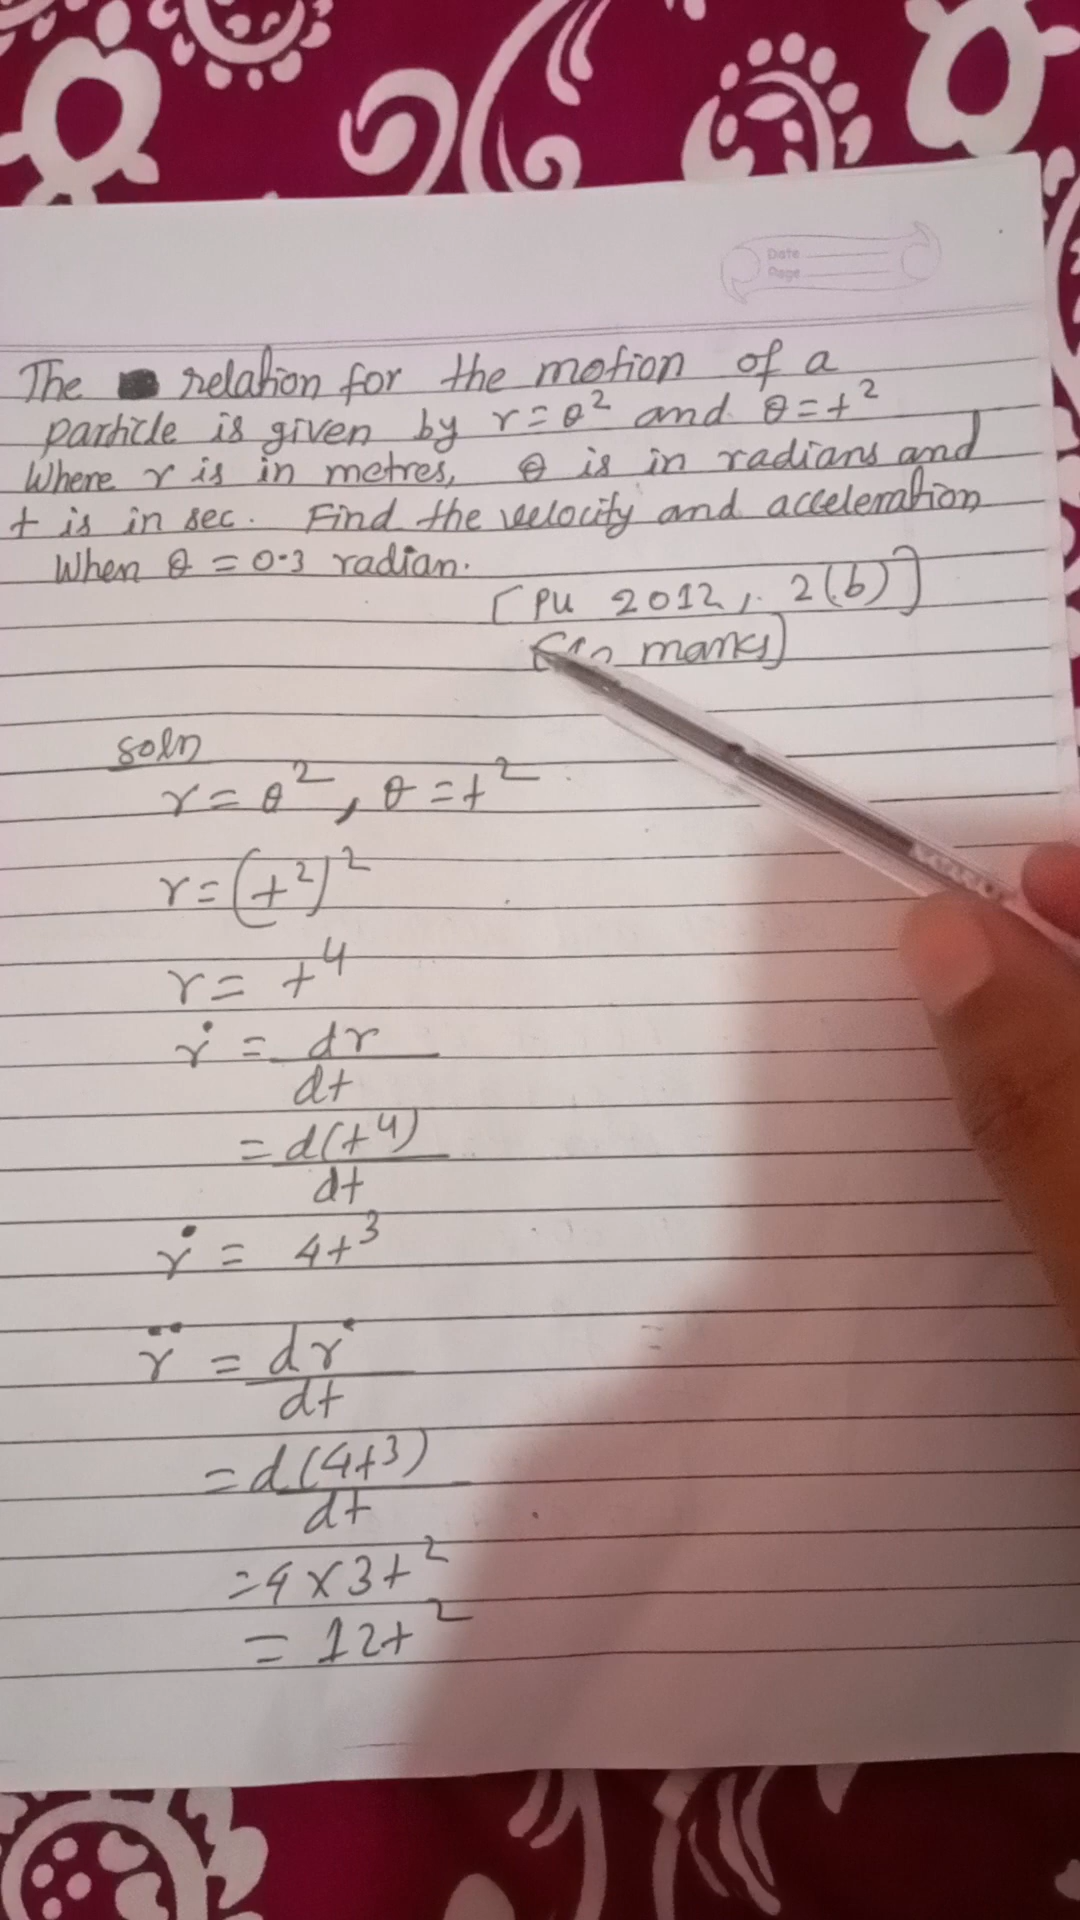 Date
Page
The relation for the motion of a
particle is given by r = θ² and θ = t²
Where r is in metres, θ is in radians and
t is in sec. Find the velocity and acceleration
When θ = 0.3 radian.
[PU 2012, 2(b)]
marks]
soln
r = θ², θ = t²
r = (t²)²
r = t⁴
ṙ = dr
dt
= d(t⁴)
dt
ṙ = 4t³
r̈ = dṙ
dt
= d(4t³)
dt
= 4 × 3t²
= 12t²